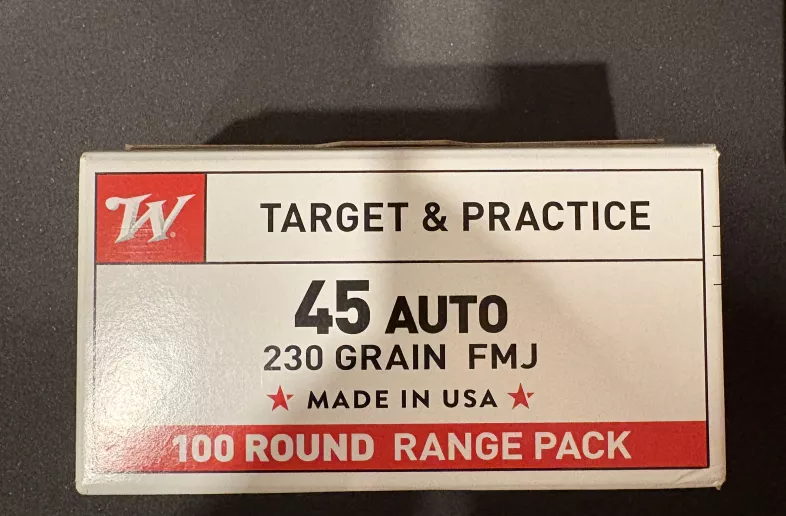 W
TARGET & PRACTICE
45 AUTO
230 GRAIN FMJ
★ MADE IN USA ★
100 ROUND RANGE PACK